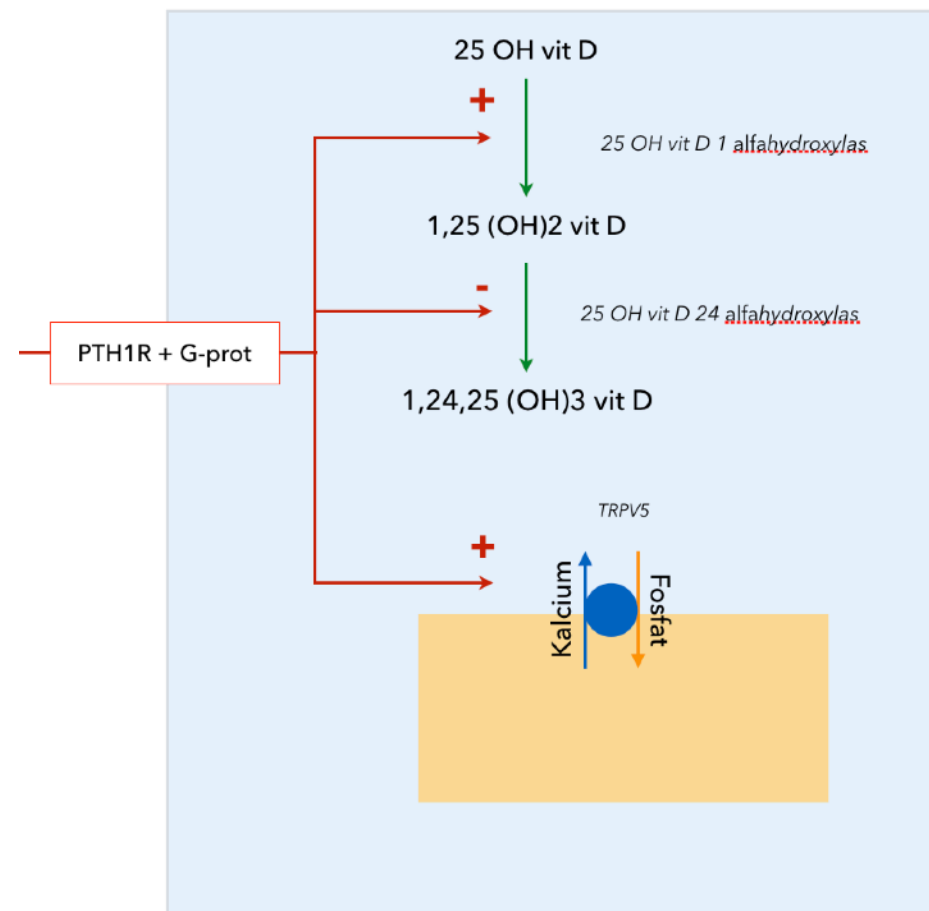 25 OH vit D
+
25 OH vit D 1 alfahydroxylas
1,25 (OH)2 vit D
-
25 OH vit D 24 alfahydroxylas
PTH1R + G-prot
1,24,25 (OH)3 vit D
TRPV5
+
Kalcium
Fosfat